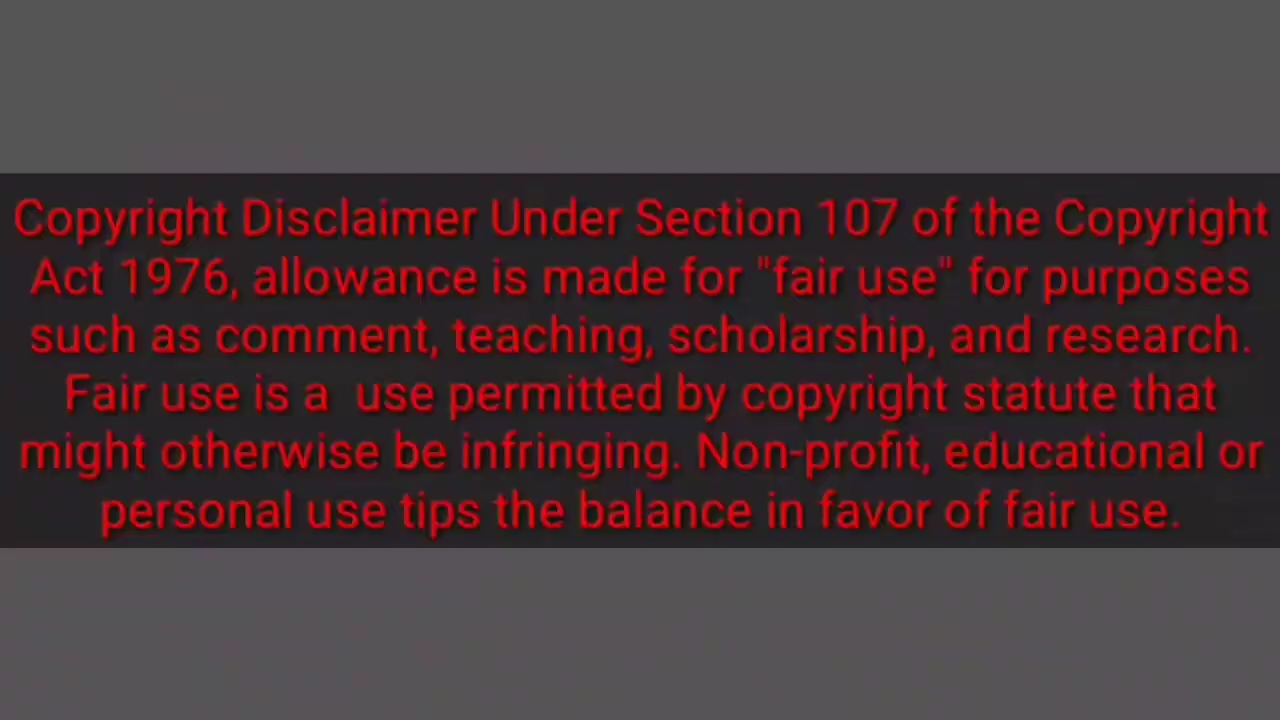 Copyright Disclaimer Under Section 107 of the Copyright
Act 1976, allowance is made for "fair use" for purposes
such as comment, teaching, scholarship, and research.
Fair use is a  use permitted by copyright statute that
might otherwise be infringing. Non-profit, educational or
personal use tips the balance in favor of fair use.